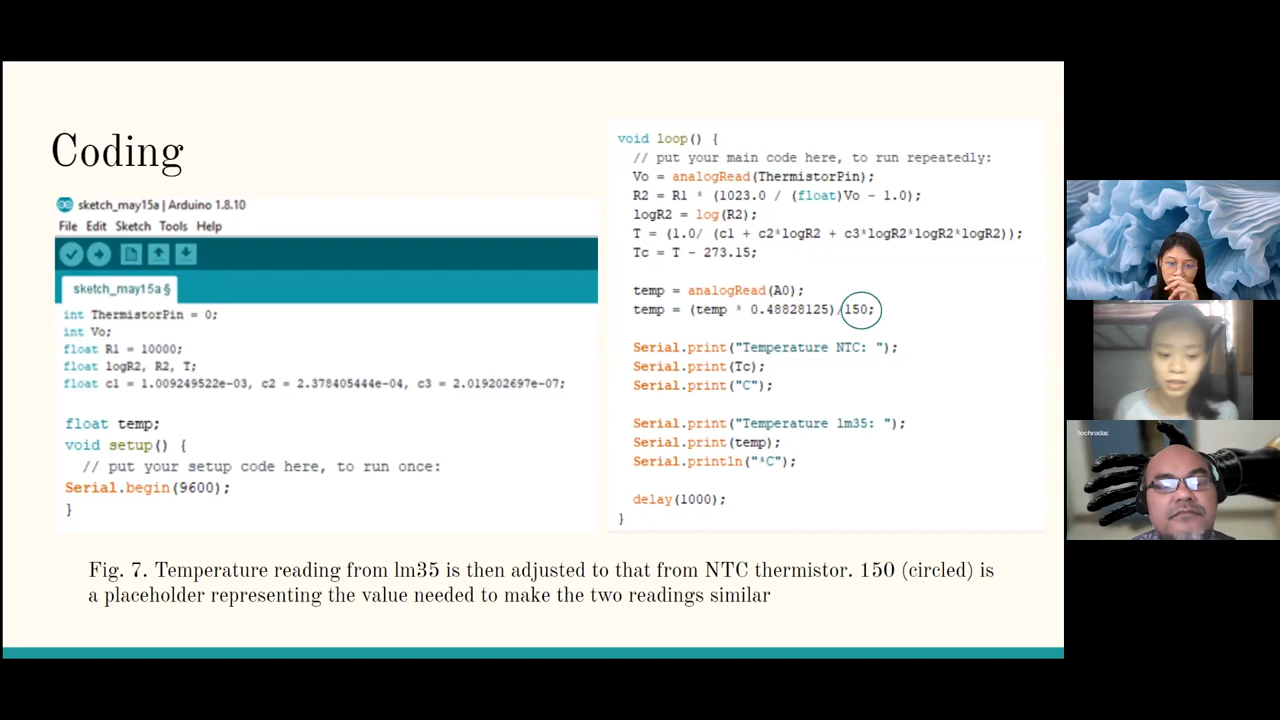 Coding
sketch_may15a | Arduino 1.8.10
File Edit Sketch Tools Help
sketch_may15a §
int ThermistorPin = 0;
int Vo;
float R1 = 10000;
float logR2, R2, T;
float c1 = 1.009249522e-03, c2 = 2.378405444e-04, c3 = 2.019202697e-07;
float temp;
void setup() {
// put your setup code here, to run once:
Serial.begin(9600);
}
void loop() {
// put your main code here, to run repeatedly:
Vo = analogRead(ThermistorPin);
R2 = R1 * (1023.0 / (float)Vo - 1.0);
logR2 = log(R2);
T = (1.0/ (c1 + c2*logR2 + c3*logR2*logR2*logR2));
Tc = T - 273.15;
temp = analogRead(A0);
temp = (temp * 0.48828125)/150;
Serial.print("Temperature NTC: ");
Serial.print(Tc);
Serial.print("C");
Serial.print("Temperature lm35: ");
Serial.print(temp);
Serial.println("*C");
delay(1000);
}
Fig. 7. Temperature reading from lm35 is then adjusted to that from NTC thermistor. 150 (circled) is
a placeholder representing the value needed to make the two readings similar
techradar